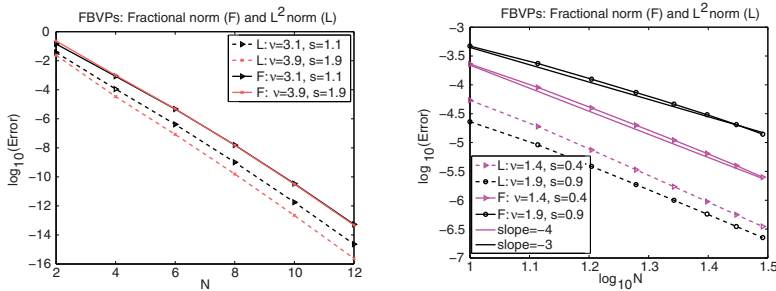 FBVPs: Fractional norm (F) and L² norm (L)
0
-2
-4
-6
-8
-10
-12
-14
-16
log₁₀(Error)
2
4
6
8
10
12
N
L: ν=3.1, s=1.1
L: ν=3.9, s=1.9
F: ν=3.1, s=1.1
F: ν=3.9, s=1.9
FBVPs: Fractional norm (F) and L² norm (L)
-3
-3.5
-4
-4.5
-5
-5.5
-6
-6.5
-7
log₁₀(Error)
L: ν=1.4, s=0.4
L: ν=1.9, s=0.9
F: ν=1.4, s=0.4
F: ν=1.9, s=0.9
slope=-4
slope=-3
1
1.1
1.2
1.3
1.4
1.5
log₁₀N